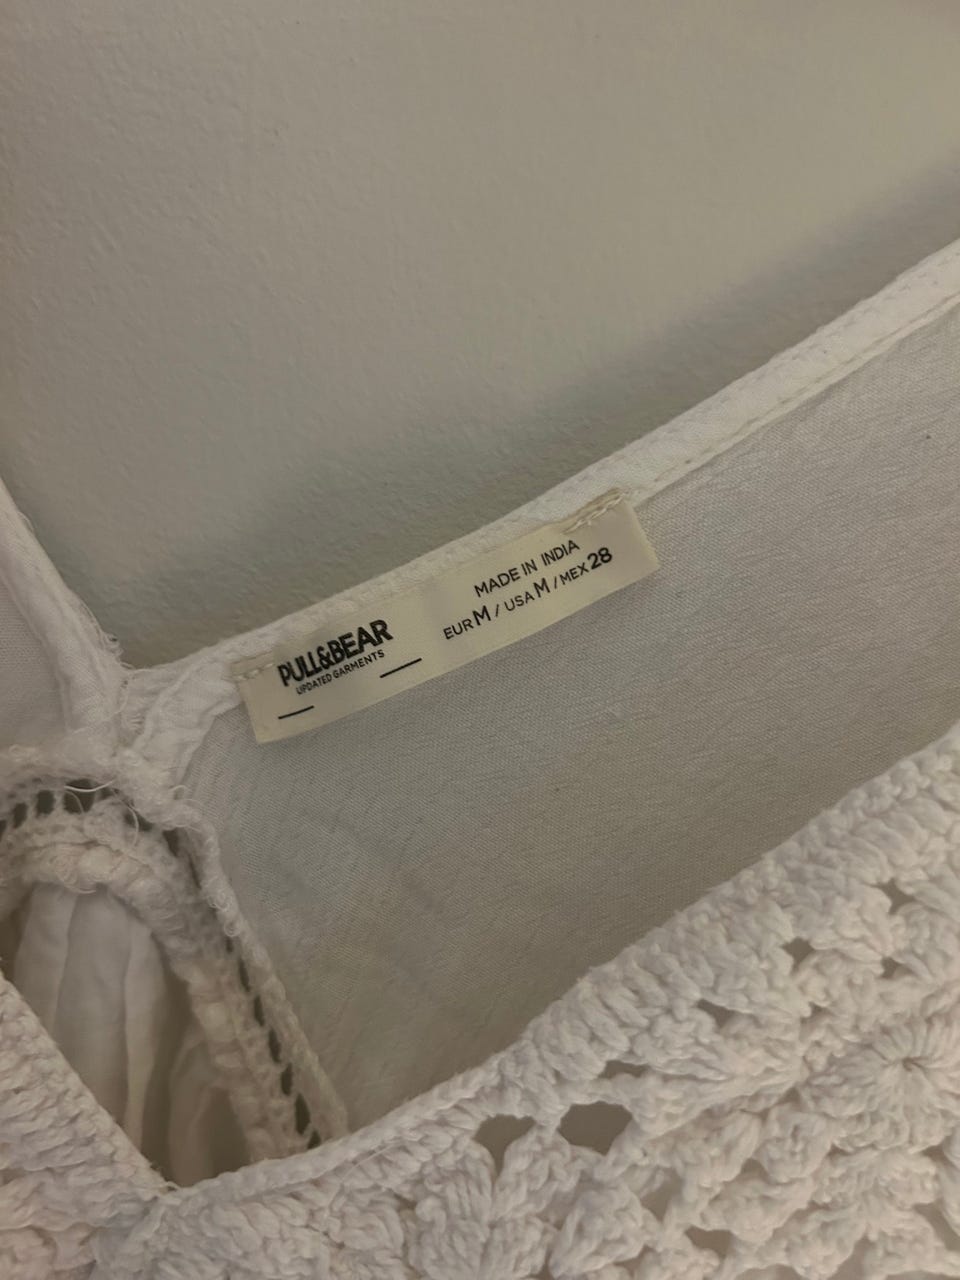 PULL&BEAR
UPDATED GARMENTS
MADE IN INDIA
EUR M / USA M / MEX 28